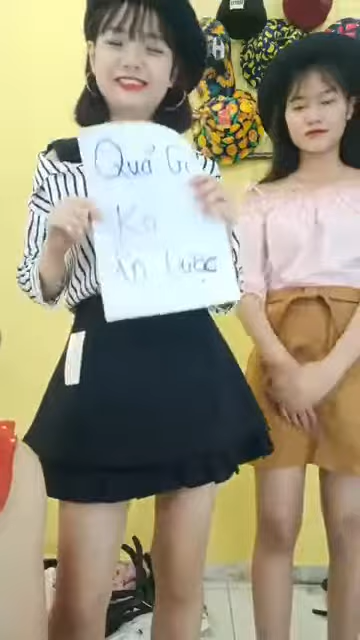 Quả Gì
Ko
ăn được